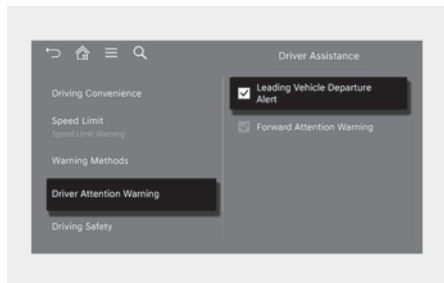 Driver Assistance
Driving Convenience
Speed Limit
Speed Limit Warning
Warning Methods
Driver Attention Warning
Driving Safety
Leading Vehicle Departure
Alert
Forward Attention Warning